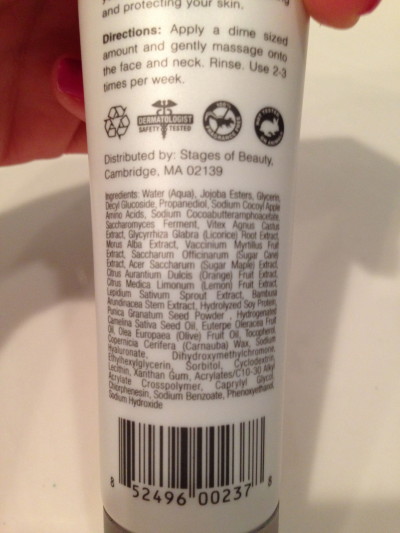 and protecting your skin.
Directions: Apply a dime sized
amount and gently massage onto
the face and neck. Rinse. Use 2-3
times per week.
DERMATOLOGIST
SAFETY TESTED
Distributed by: Stages of Beauty,
Cambridge, MA 02139
Ingredients: Water (Aqua), Jojoba Esters, Glycerin,
Decyl Glucoside, Propanediol, Sodium Cocoyl Apple
Amino Acids, Sodium Cocoabutteramphoacetate,
Saccharomyces Ferment, Vitex Agnus Castus
Extract, Glycyrrhiza Glabra (Licorice) Root Extract,
Morus Alba Extract, Vaccinium Myrtillus Fruit
Extract, Saccharum Officinarum (Sugar Cane)
Extract, Acer Saccharum (Sugar Maple) Extract,
Citrus Aurantium Dulcis (Orange) Fruit Extract,
Citrus Medica Limonum (Lemon) Fruit Extract,
Lepidium Sativum Sprout Extract, Bambusa
Arundinacea Stem Extract, Hydrolyzed Soy Protein,
Punica Granatum Seed Powder, Hydrogenated
Camelina Sativa Seed Oil, Euterpe Oleracea Fruit
Oil, Olea Europaea (Olive) Fruit Oil, Tocopherol,
Copernicia Cerifera (Carnauba) Wax, Sodium
Hyaluronate, Dihydroxymethylchromone,
Ethylhexylglycerin, Sorbitol, Cyclodextrin,
Lecithin, Xanthan Gum, Acrylates/C10-30 Alkyl
Acrylate Crosspolymer, Caprylyl Glycol,
Chlorphenesin, Sodium Benzoate, Phenoxyethanol,
Sodium Hydroxide
8 52496 00237 8